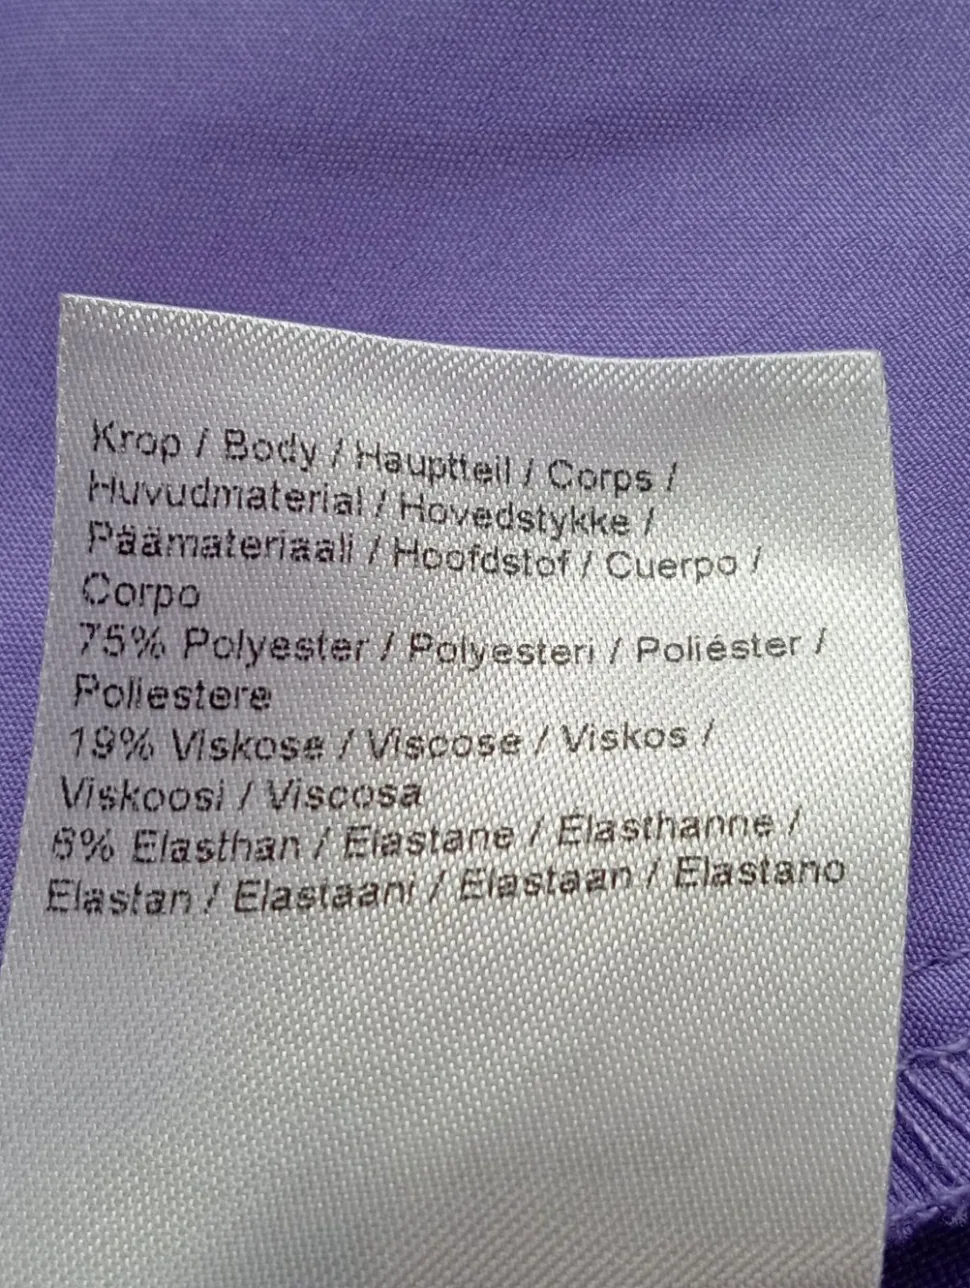 Krop / Body / Hauptteil / Corps /
Huvudmaterial / Hovedstykke /
Päämateriaali / Hoofdstof / Cuerpo /
Corpo
75% Polyester / Polyesteri / Poliéster /
Poliestere
19% Viskose / Viscose / Viskos /
Viskoosi / Viscosa
6% Elasthan / Elastane / Élasthanne /
Elastan / Elastaani / Elastaan / Elastano